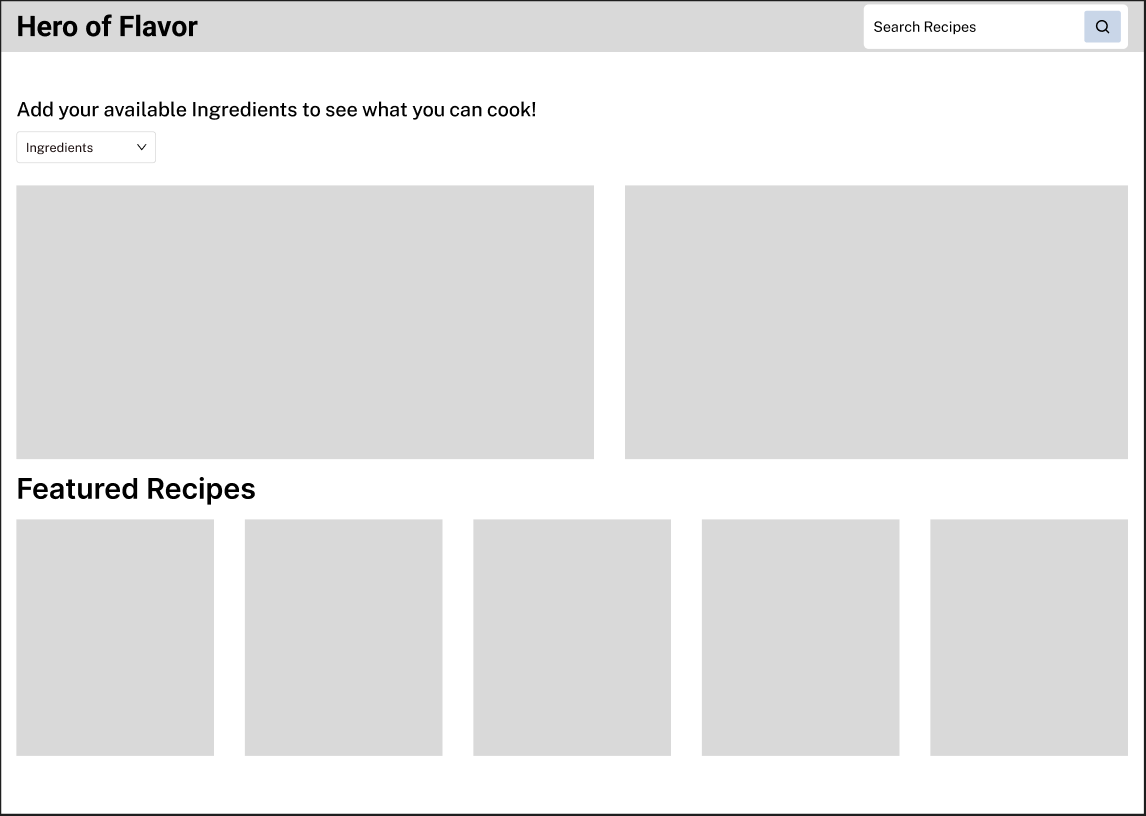 Hero of Flavor
Search Recipes
Add your available Ingredients to see what you can cook!
Ingredients
Featured Recipes